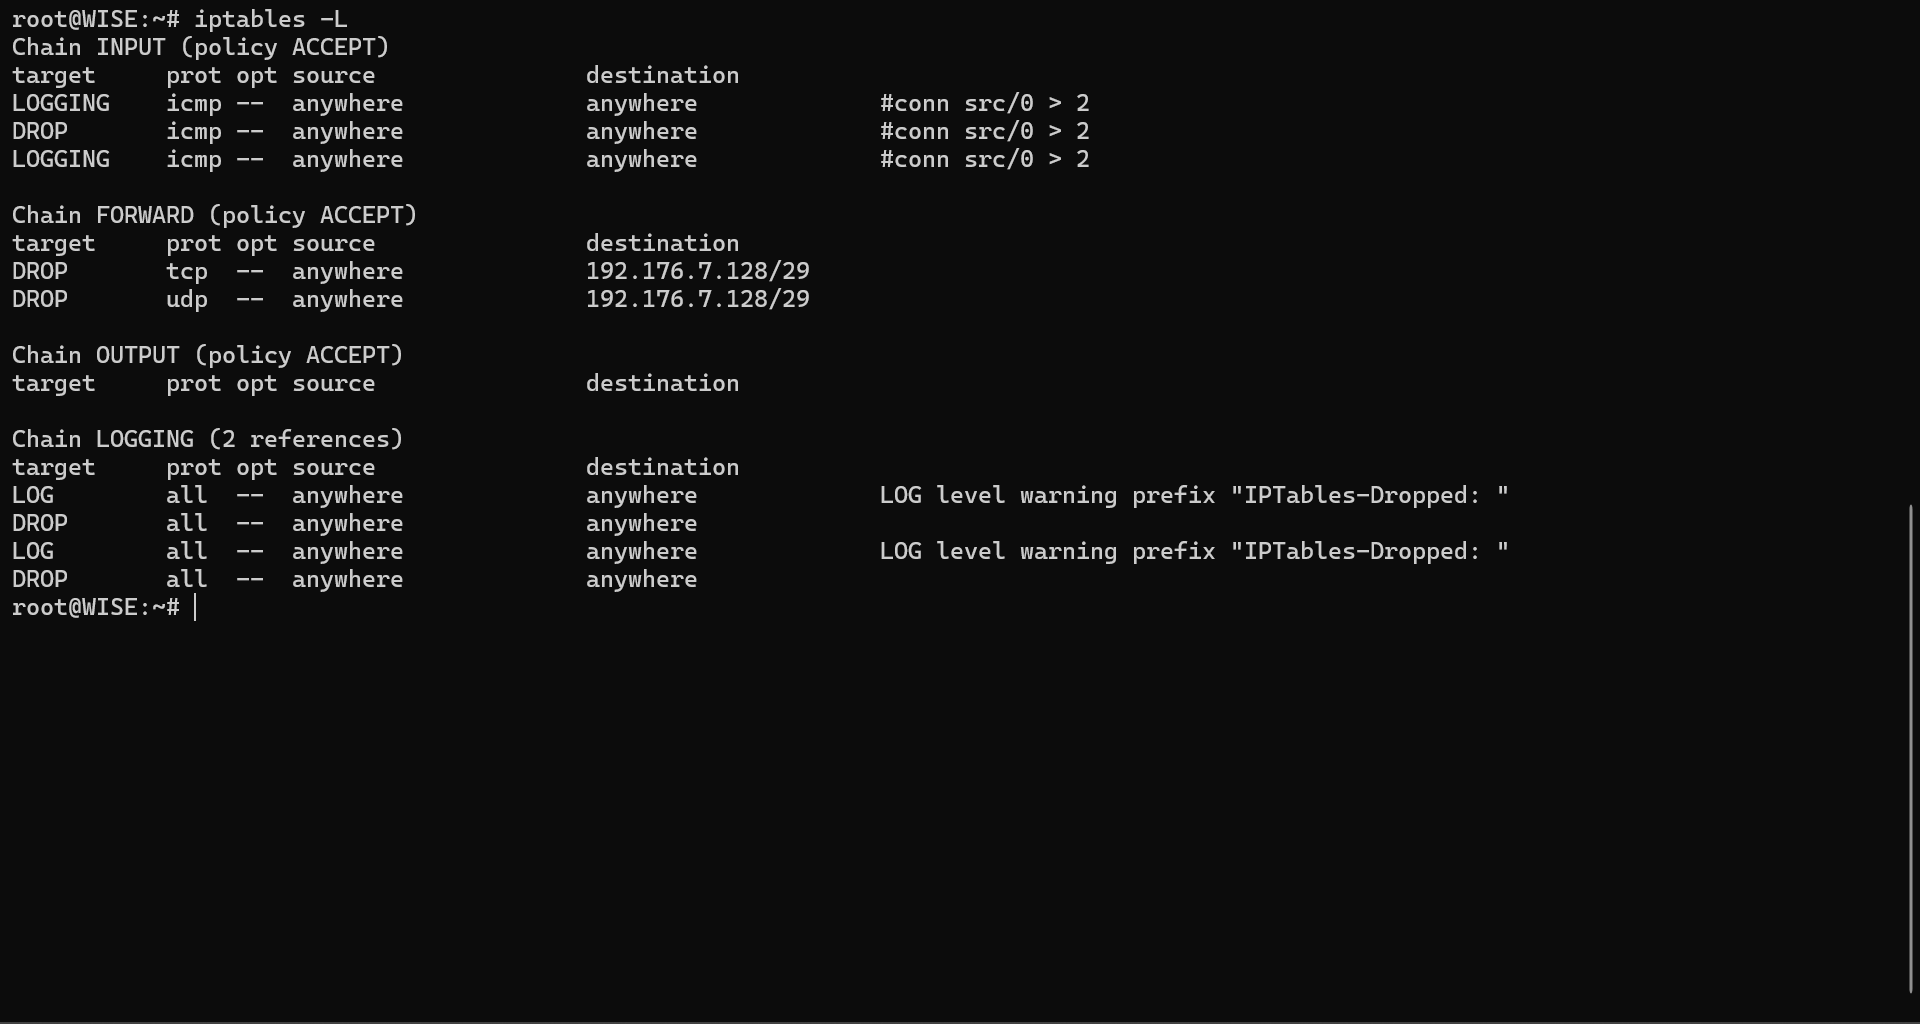 root@WISE:~# iptables -L
Chain INPUT (policy ACCEPT)
target     prot opt source               destination
LOGGING    icmp --  anywhere             anywhere             #conn src/0 > 2
DROP       icmp --  anywhere             anywhere             #conn src/0 > 2
LOGGING    icmp --  anywhere             anywhere             #conn src/0 > 2

Chain FORWARD (policy ACCEPT)
target     prot opt source               destination
DROP       tcp  --  anywhere             192.176.7.128/29
DROP       udp  --  anywhere             192.176.7.128/29

Chain OUTPUT (policy ACCEPT)
target     prot opt source               destination

Chain LOGGING (2 references)
target     prot opt source               destination
LOG        all  --  anywhere             anywhere             LOG level warning prefix "IPTables-Dropped: "
DROP       all  --  anywhere             anywhere
LOG        all  --  anywhere             anywhere             LOG level warning prefix "IPTables-Dropped: "
DROP       all  --  anywhere             anywhere
root@WISE:~#